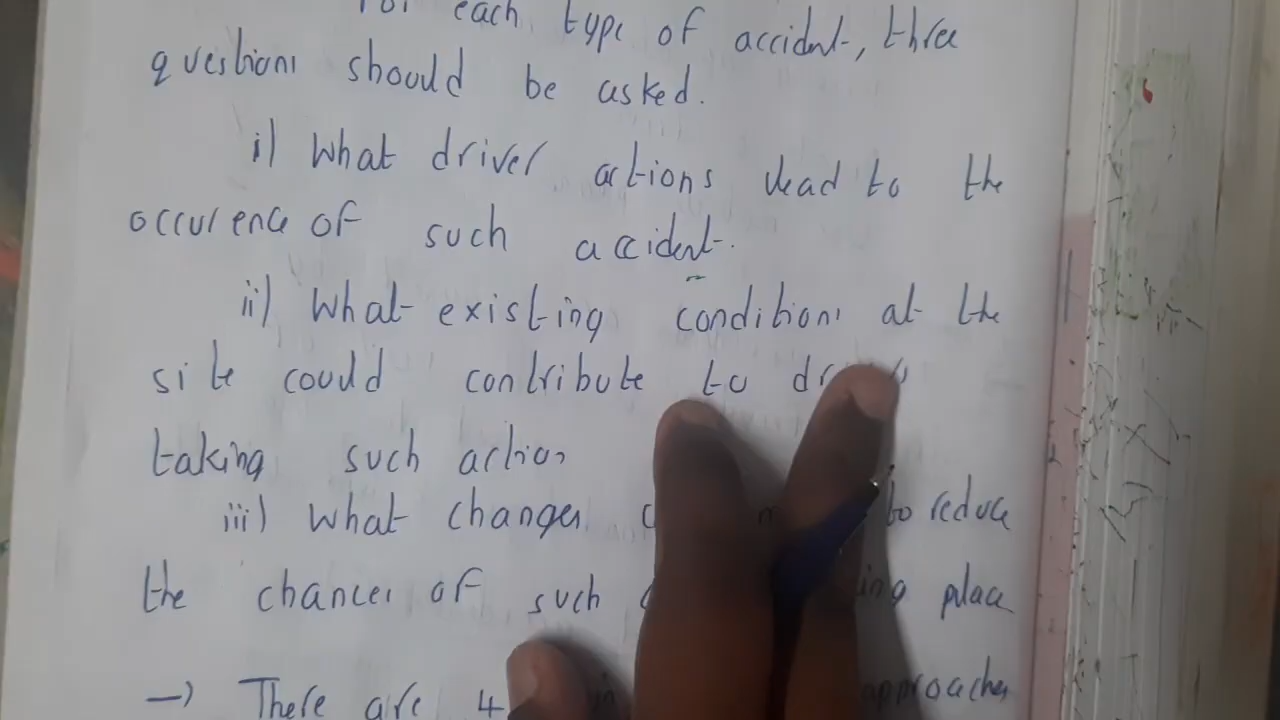 For each type of accident, three
questions should be asked.
i) What driver actions lead to the
occurence of such accident.
ii) What existing conditions at the
site could contribute to
taking such action
iii) What changes to reduce
the chances of such place
→ There are 4 approaches